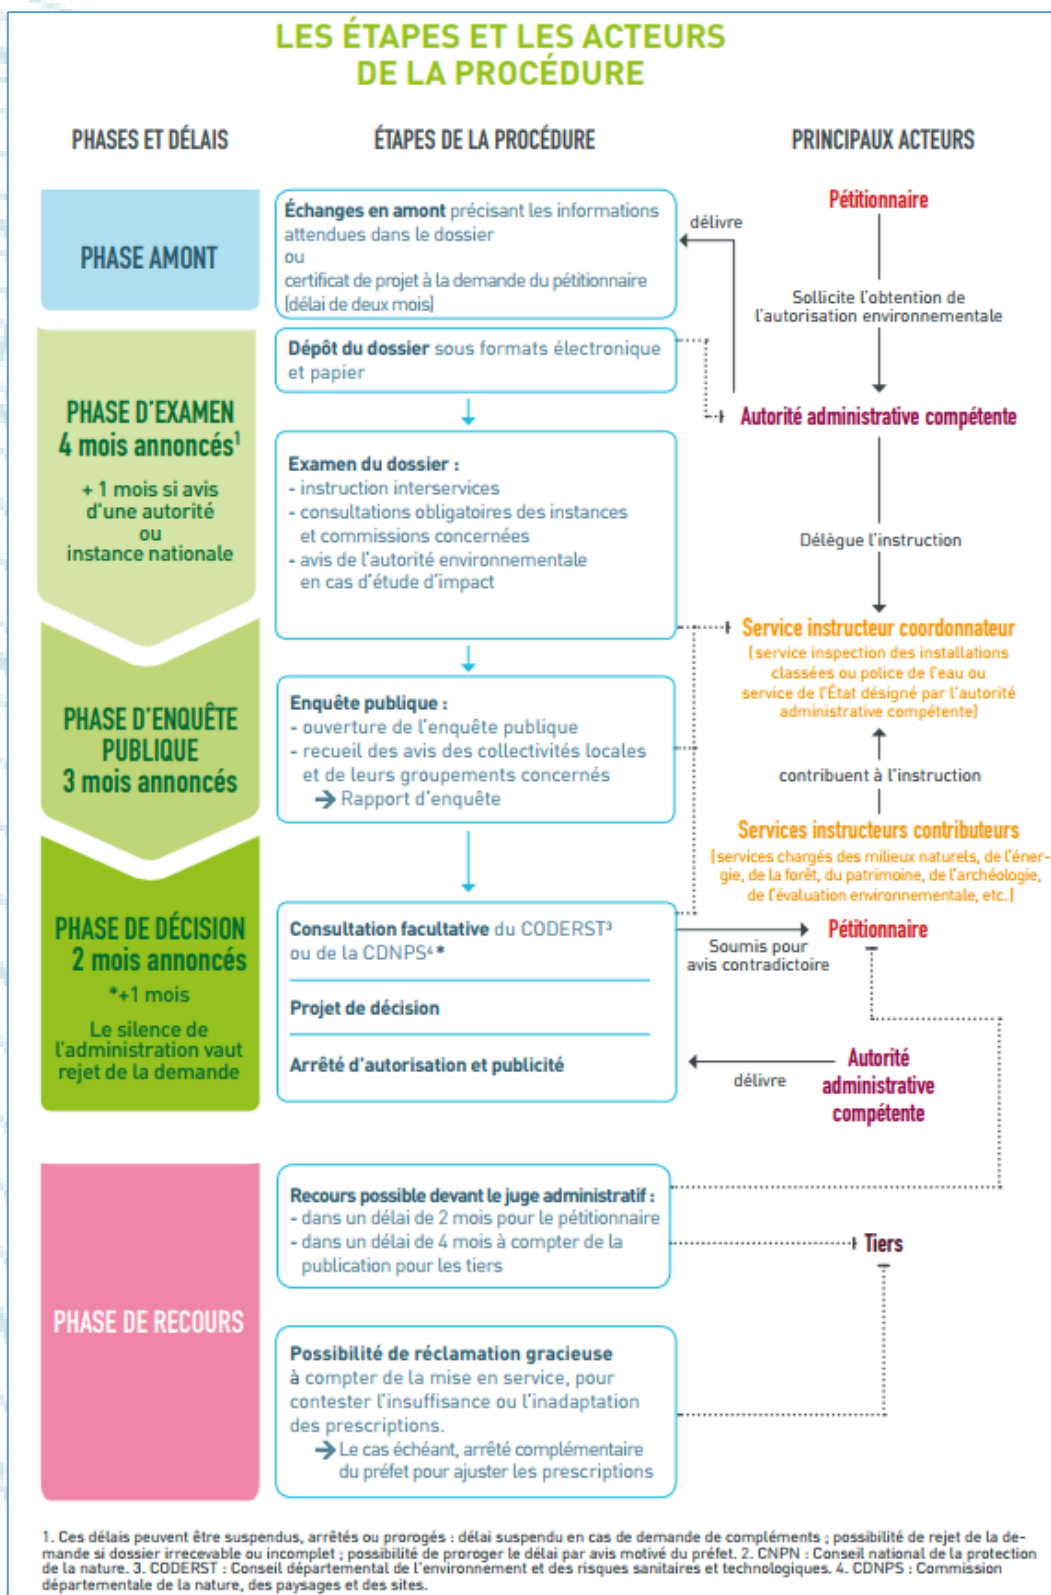 LES ÉTAPES ET LES ACTEURS
DE LA PROCÉDURE
PHASES ET DÉLAIS
ÉTAPES DE LA PROCÉDURE
PRINCIPAUX ACTEURS
PHASE AMONT
Échanges en amont précisant les informations
attendues dans le dossier
ou
certificat de projet à la demande du pétitionnaire
(délai de deux mois)
délivre
Pétitionnaire
Sollicite l'obtention de
l'autorisation environnementale
PHASE D'EXAMEN
4 mois annoncés¹
+ 1 mois si avis
d'une autorité
ou
instance nationale
Dépôt du dossier sous formats électronique
et papier
Autorité administrative compétente
Examen du dossier :
- instruction interservices
- consultations obligatoires des instances
et commissions concernées
- avis de l'autorité environnementale
en cas d'étude d'impact
Délègue l'instruction
Service instructeur coordonnateur
(service inspection des installations
classées ou police de l'eau ou
service de l'État désigné par l'autorité
administrative compétente)
PHASE D'ENQUÊTE
PUBLIQUE
3 mois annoncés
Enquête publique :
- ouverture de l'enquête publique
- recueil des avis des collectivités locales
et de leurs groupements concernés
→ Rapport d'enquête
contribuent à l'instruction
Services instructeurs contributeurs
(services chargés des milieux naturels, de l'éner-
gie, de la forêt, du patrimoine, de l'archéologie,
de l'évaluation environnementale, etc.)
PHASE DE DÉCISION
2 mois annoncés
*+1 mois
Le silence de
l'administration vaut
rejet de la demande
Consultation facultative du CODERST³
ou de la CDNPS⁴*
Projet de décision
Arrêté d'autorisation et publicité
Soumis pour
avis contradictoire
Pétitionnaire
délivre
Autorité
administrative
compétente
PHASE DE RECOURS
Recours possible devant le juge administratif :
- dans un délai de 2 mois pour le pétitionnaire
- dans un délai de 4 mois à compter de la
publication pour les tiers
Tiers
Possibilité de réclamation gracieuse
à compter de la mise en service, pour
contester l'insuffisance ou l'inadaptation
des prescriptions.
→ Le cas échéant, arrêté complémentaire
du préfet pour ajuster les prescriptions
1. Ces délais peuvent être suspendus, arrêtés ou prorogés : délai suspendu en cas de demande de compléments ; possibilité de rejet de la de-
mande si dossier irrecevable ou incomplet ; possibilité de proroger le délai par avis motivé du préfet. 2. CNPN : Conseil national de la protection
de la nature. 3. CODERST : Conseil départemental de l'environnement et des risques sanitaires et technologiques. 4. CDNPS : Commission
départementale de la nature, des paysages et des sites.